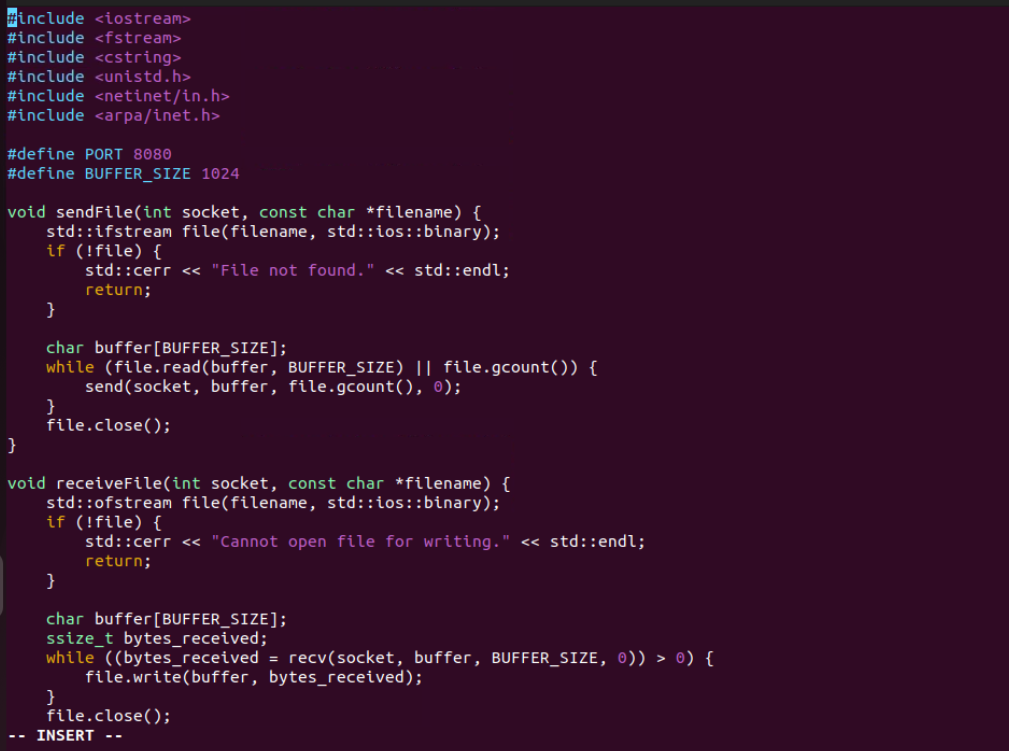 #include <iostream>
#include <fstream>
#include <cstring>
#include <unistd.h>
#include <netinet/in.h>
#include <arpa/inet.h>

#define PORT 8080
#define BUFFER_SIZE 1024

void sendFile(int socket, const char *filename) {
    std::ifstream file(filename, std::ios::binary);
    if (!file) {
        std::cerr << "File not found." << std::endl;
        return;
    }

    char buffer[BUFFER_SIZE];
    while (file.read(buffer, BUFFER_SIZE) || file.gcount()) {
        send(socket, buffer, file.gcount(), 0);
    }
    file.close();
}

void receiveFile(int socket, const char *filename) {
    std::ofstream file(filename, std::ios::binary);
    if (!file) {
        std::cerr << "Cannot open file for writing." << std::endl;
        return;
    }

    char buffer[BUFFER_SIZE];
    ssize_t bytes_received;
    while ((bytes_received = recv(socket, buffer, BUFFER_SIZE, 0)) > 0) {
        file.write(buffer, bytes_received);
    }
    file.close();
-- INSERT --